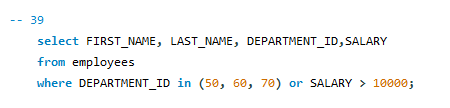 -- 39
select FIRST_NAME, LAST_NAME, DEPARTMENT_ID,SALARY
from employees
where DEPARTMENT_ID in (50, 60, 70) or SALARY > 10000;